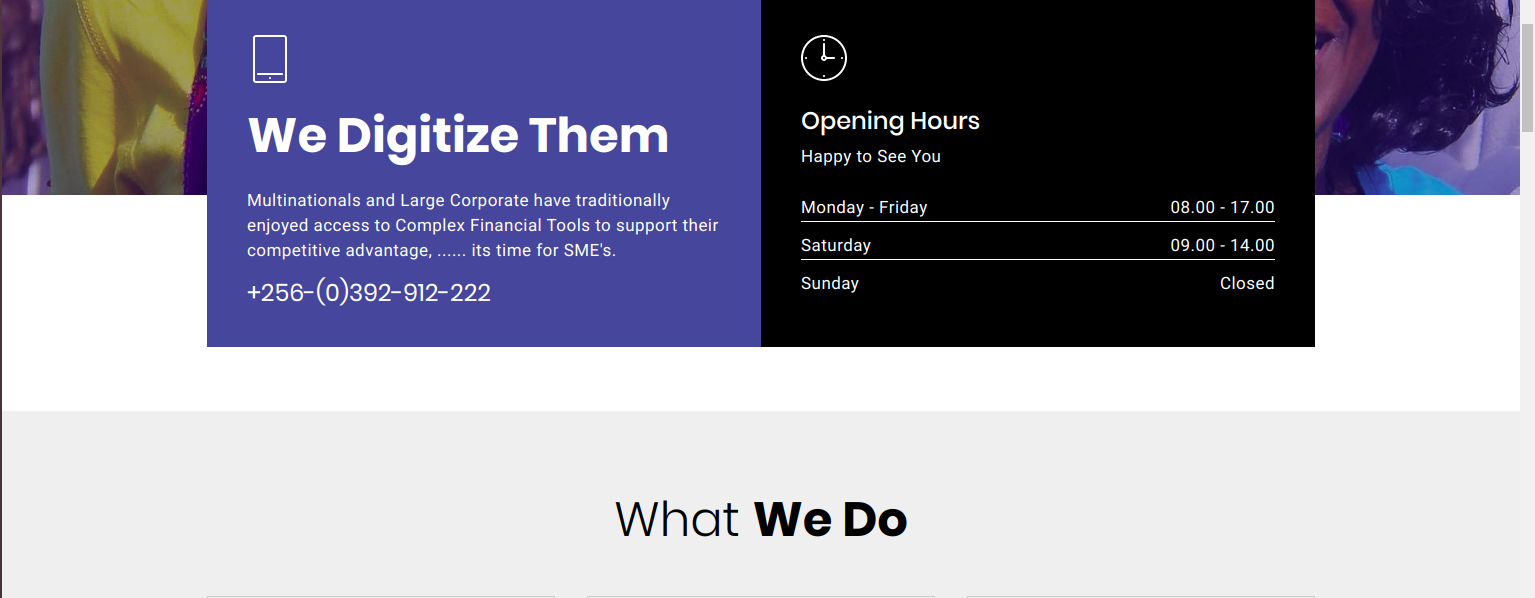 We Digitize Them
Multinationals and Large Corporate have traditionally
enjoyed access to Complex Financial Tools to support their
competitive advantage, ...... its time for SME's.
+256-(0)392-912-222
Opening Hours
Happy to See You
Monday - Friday 08.00 - 17.00
Saturday 09.00 - 14.00
Sunday Closed
What We Do